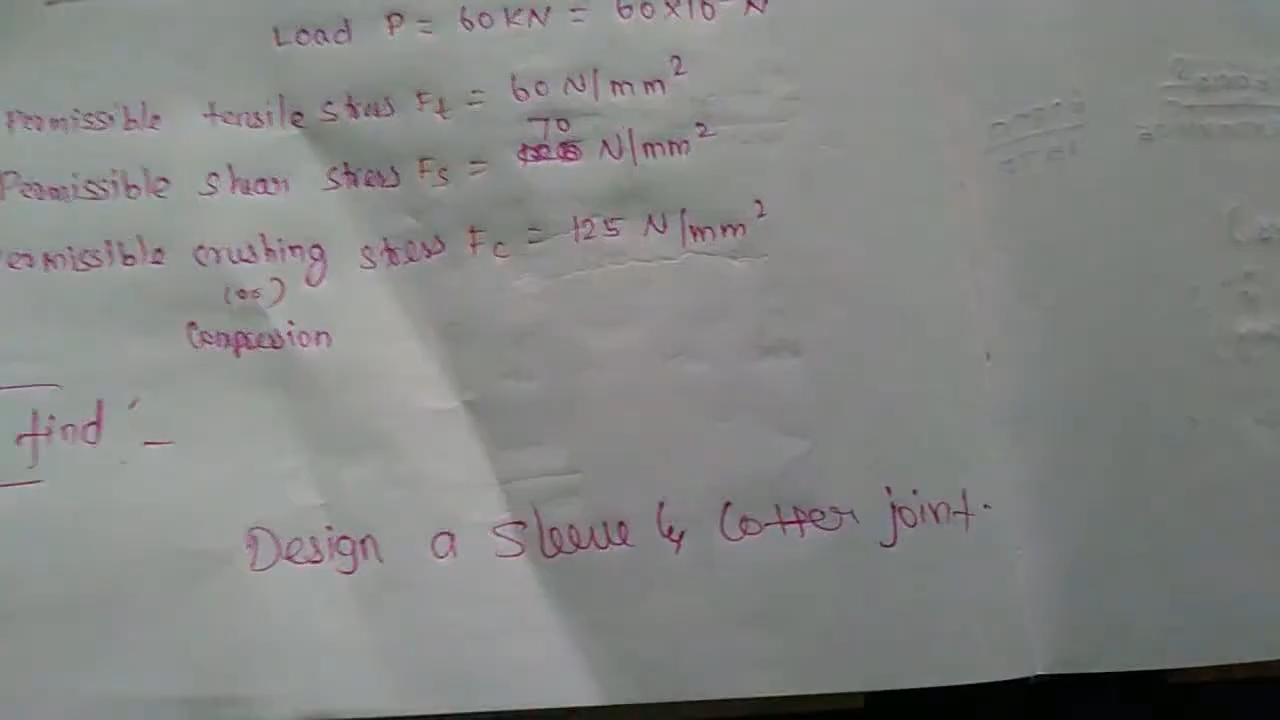 Load P = 60 KN = 60×10 N
Permissible tensile stress Ft = 60 N/mm²
Permissible shear stress Fs = 70 N/mm²
Permissible crushing stress Fc = 125 N/mm²
(or)
Compression
find :-
Design a Sleeve & Cotter joint.